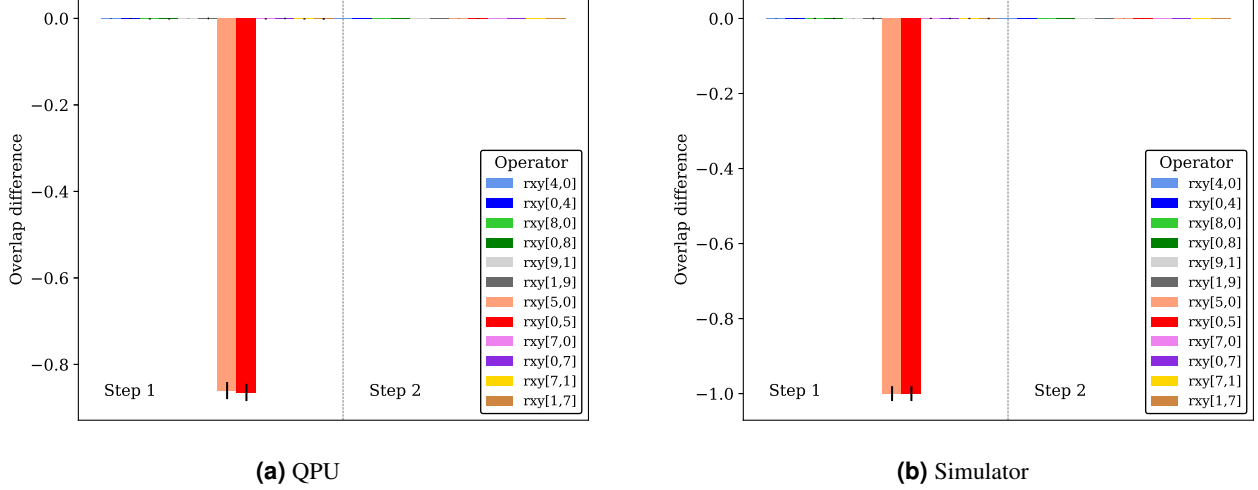 Overlap difference
0.0
−0.2
−0.4
−0.6
−0.8
Step 1
Step 2
Operator
rxy[4,0]
rxy[0,4]
rxy[8,0]
rxy[0,8]
rxy[9,1]
rxy[1,9]
rxy[5,0]
rxy[0,5]
rxy[7,0]
rxy[0,7]
rxy[7,1]
rxy[1,7]
(a) QPU
Overlap difference
0.0
−0.2
−0.4
−0.6
−0.8
−1.0
Step 1
Step 2
Operator
rxy[4,0]
rxy[0,4]
rxy[8,0]
rxy[0,8]
rxy[9,1]
rxy[1,9]
rxy[5,0]
rxy[0,5]
rxy[7,0]
rxy[0,7]
rxy[7,1]
rxy[1,7]
(b) Simulator